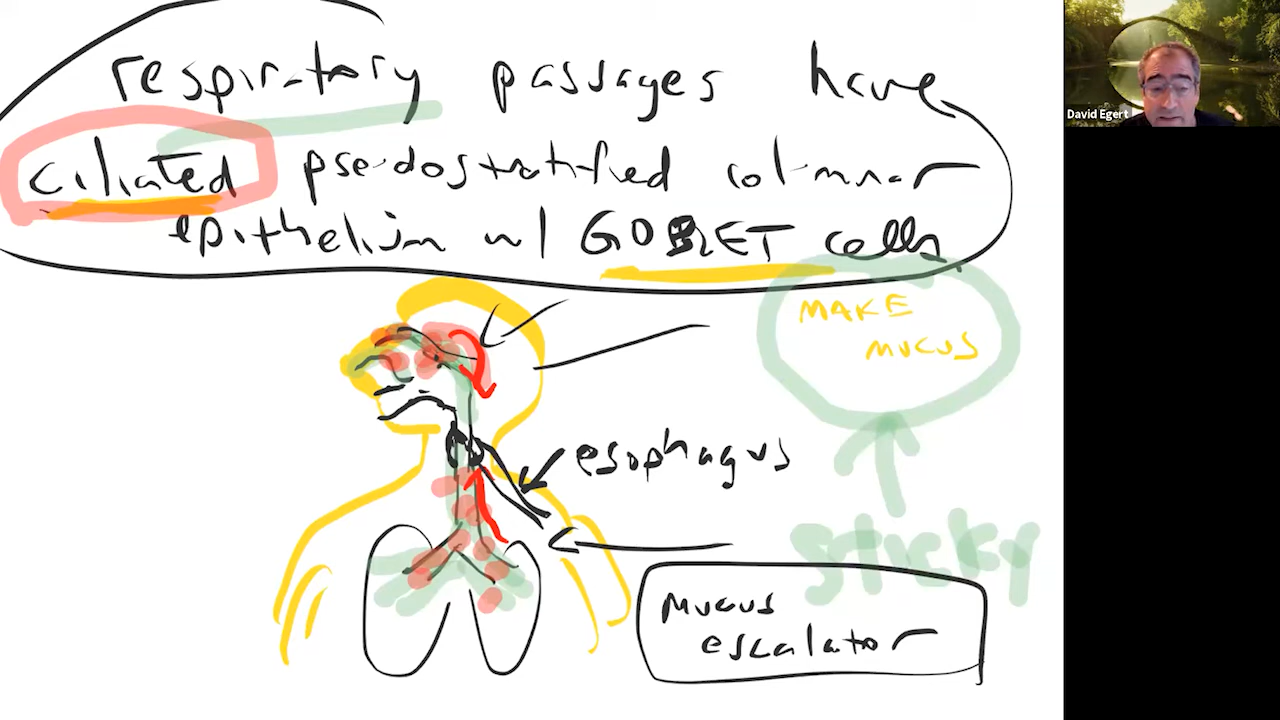 respiratory passages have
ciliated pseudostratified columnar
epithelium w/ GOBLET cells
MAKE
MUCUS
esophagus
STICKY
MUCUS
escalator
David Egert